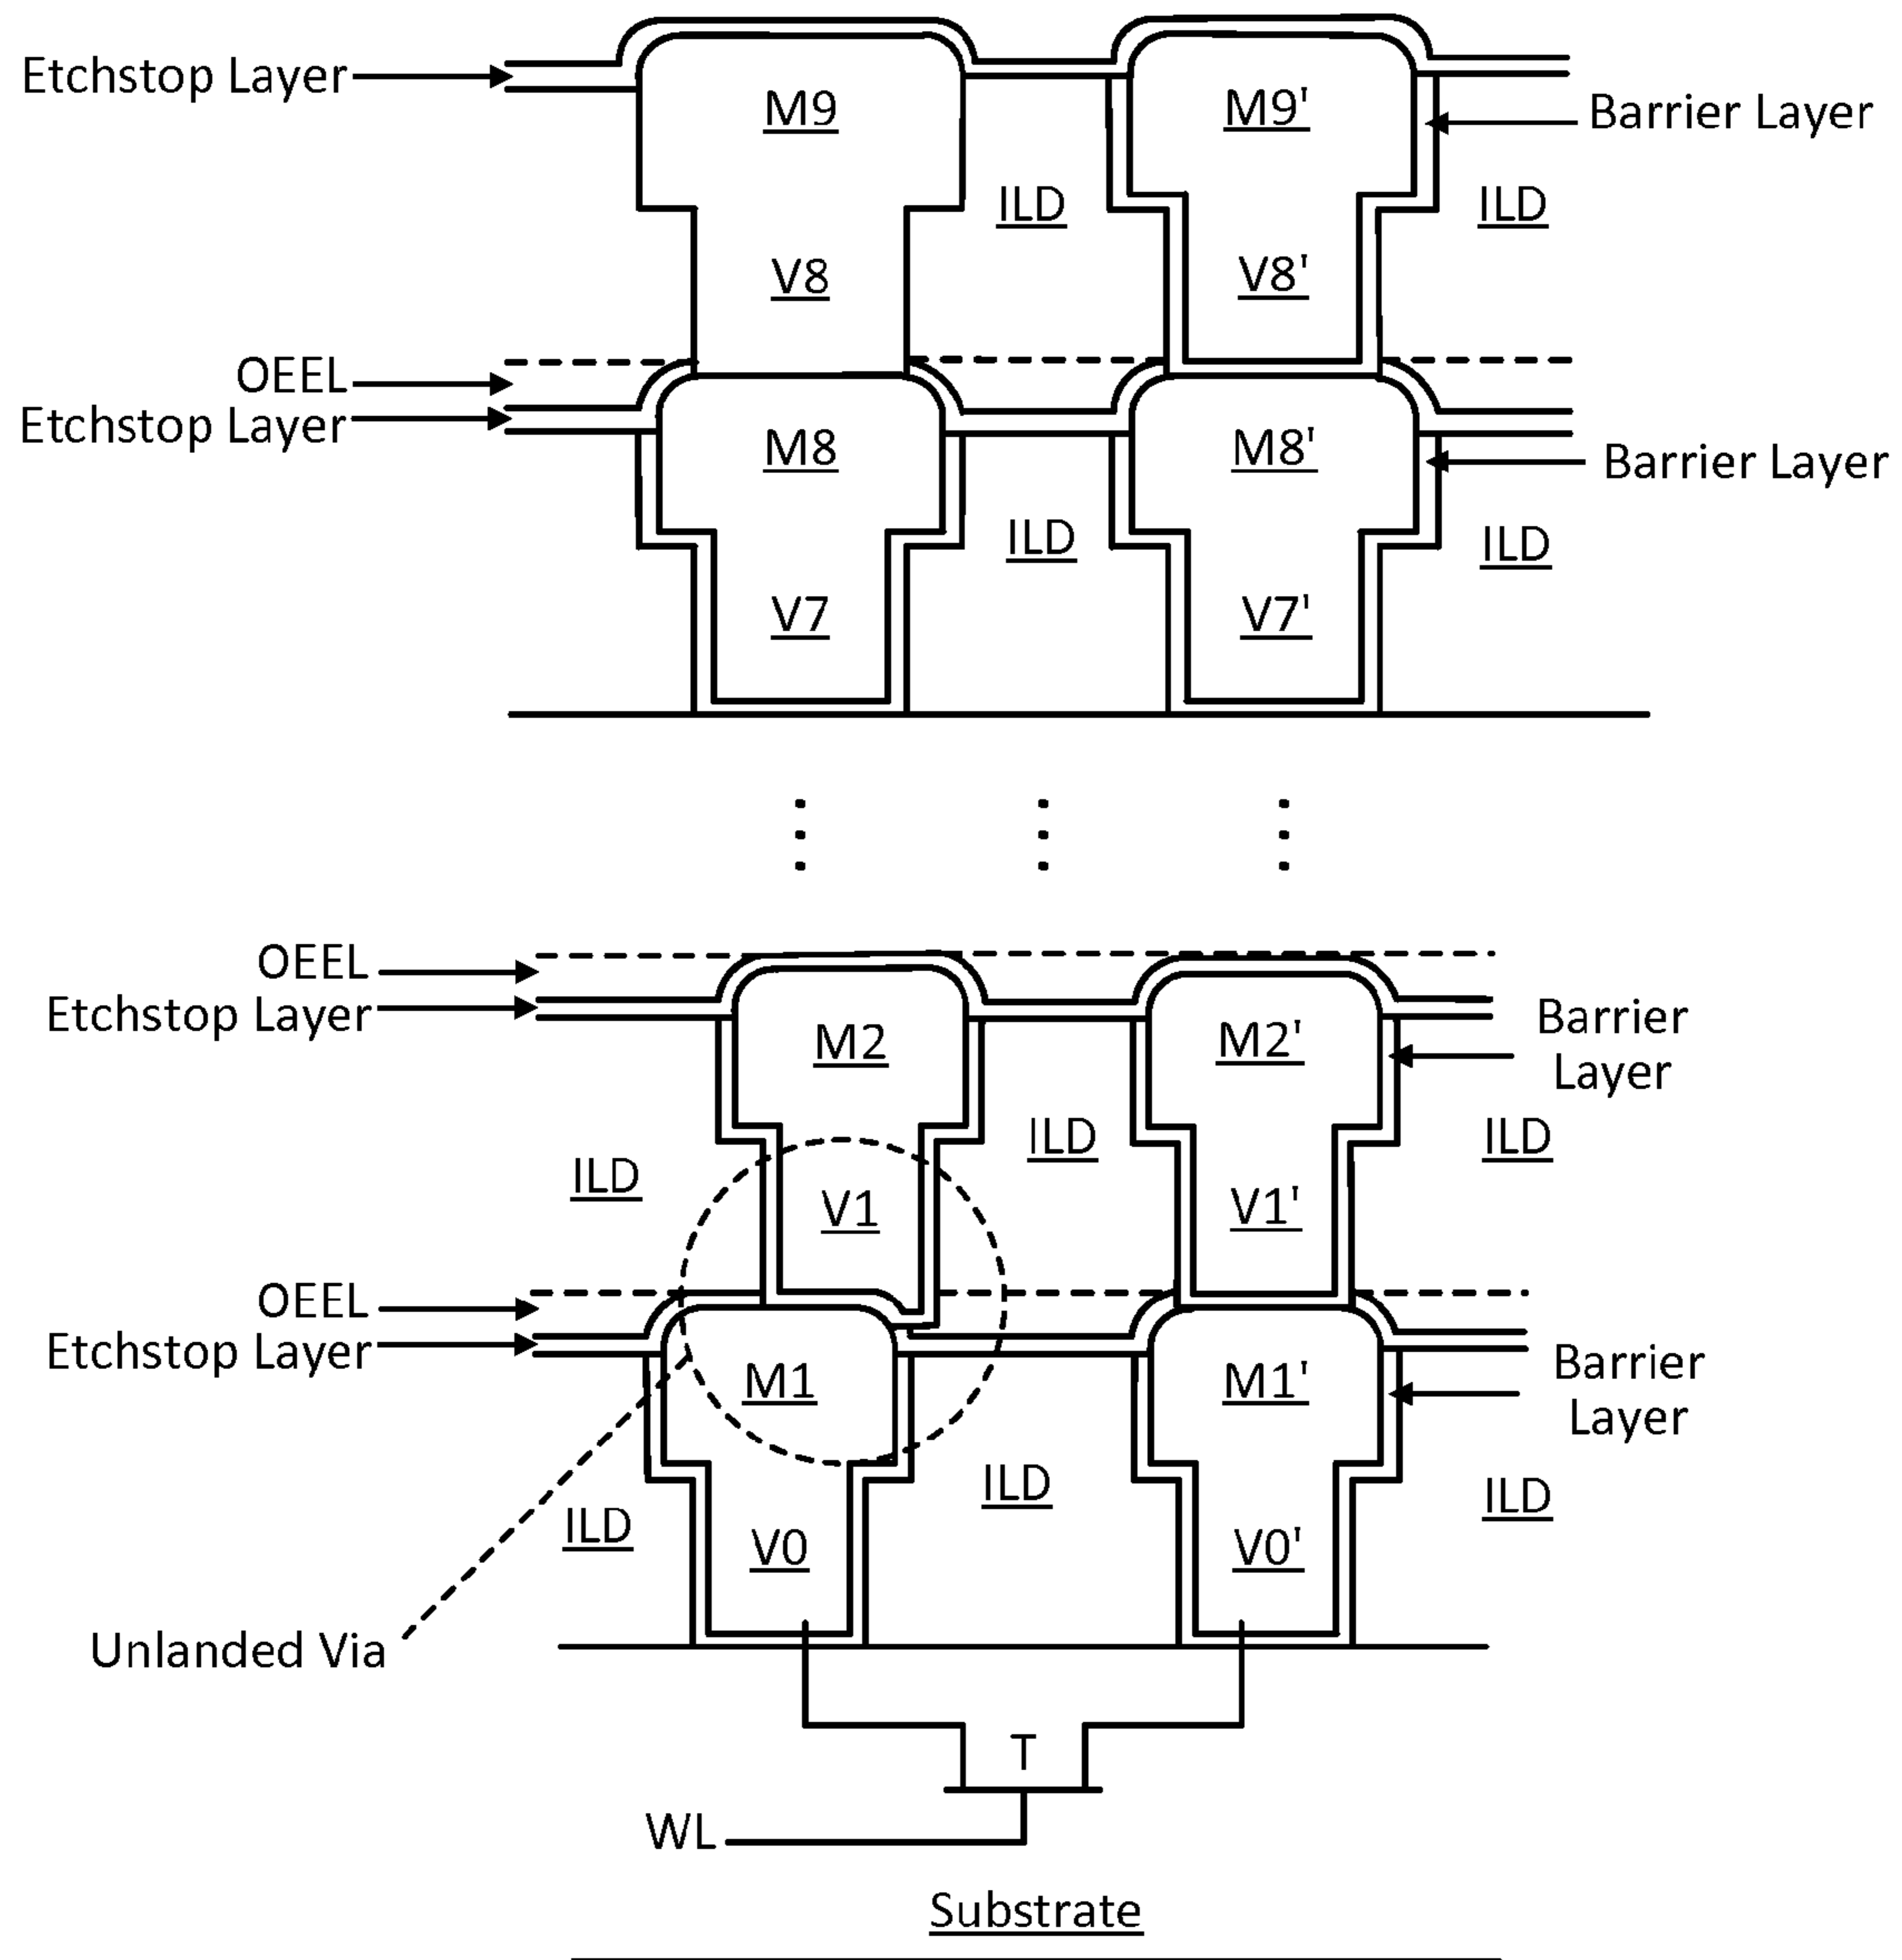 Etchstop Layer
M9
M9'
Barrier Layer
ILD
ILD
V8
V8'
OEEL
Etchstop Layer
M8
M8'
Barrier Layer
ILD
ILD
V7
V7'
OEEL
Etchstop Layer
M2
M2'
Barrier
Layer
ILD
ILD
ILD
V1
V1'
OEEL
Etchstop Layer
M1
M1'
Barrier
Layer
ILD
ILD
ILD
V0
V0'
Unlanded Via
T
WL
Substrate